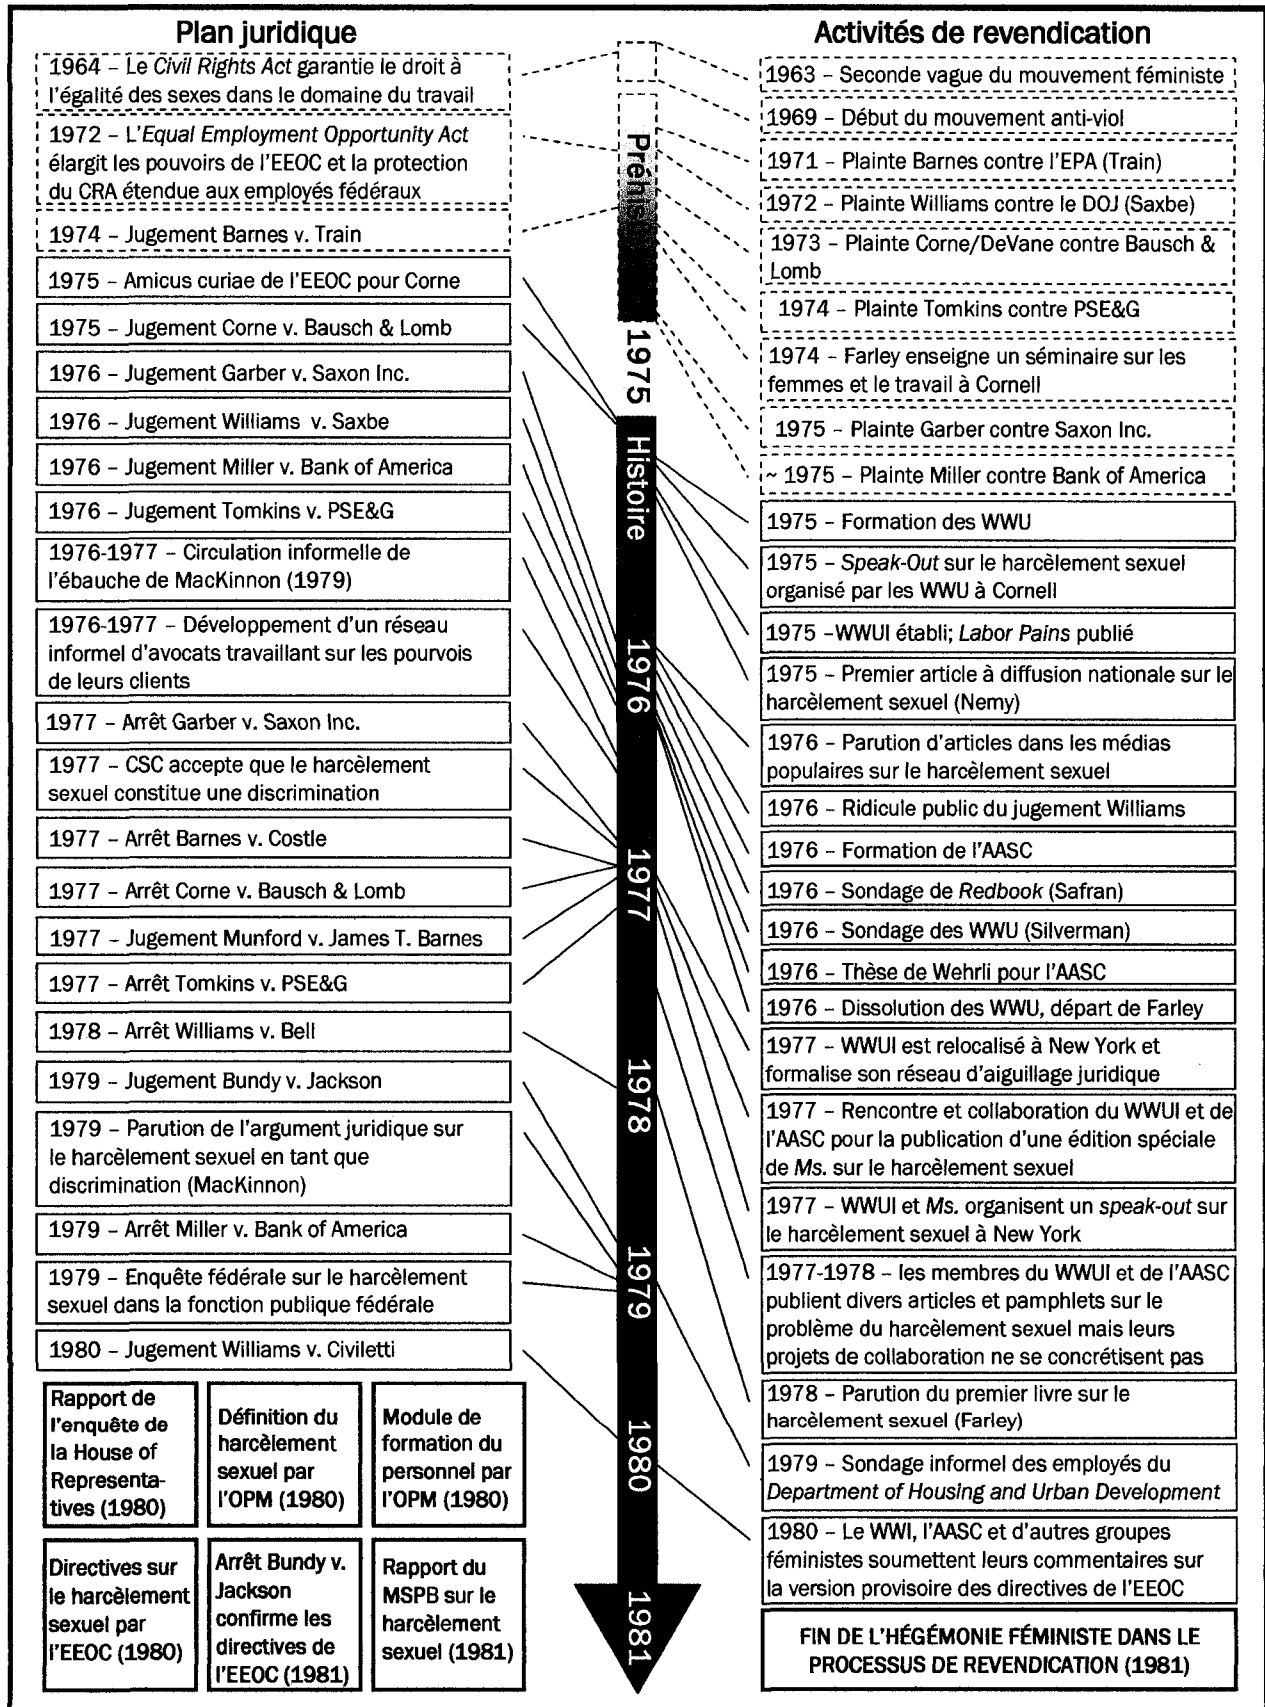 Plan juridique
1964 – Le Civil Rights Act garantie le droit à
l'égalité des sexes dans le domaine du travail
1972 – L'Equal Employment Opportunity Act
élargit les pouvoirs de l'EEOC et la protection
du CRA étendue aux employés fédéraux
1974 – Jugement Barnes v. Train
1975 – Amicus curiae de l'EEOC pour Corne
1975 – Jugement Corne v. Bausch & Lomb
1976 – Jugement Garber v. Saxon Inc.
1976 – Jugement Williams v. Saxbe
1976 – Jugement Miller v. Bank of America
1976 – Jugement Tomkins v. PSE&G
1976-1977 – Circulation informelle de
l'ébauche de MacKinnon (1979)
1976-1977 – Développement d'un réseau
informel d'avocats travaillant sur les pourvois
de leurs clients
1977 – Arrêt Garber v. Saxon Inc.
1977 – CSC accepte que le harcèlement
sexuel constitue une discrimination
1977 – Arrêt Barnes v. Costle
1977 – Arrêt Corne v. Bausch & Lomb
1977 – Jugement Munford v. James T. Barnes
1977 – Arrêt Tomkins v. PSE&G
1978 – Arrêt Williams v. Bell
1979 – Jugement Bundy v. Jackson
1979 – Parution de l'argument juridique sur
le harcèlement sexuel en tant que
discrimination (MacKinnon)
1979 – Arrêt Miller v. Bank of America
1979 – Enquête fédérale sur le harcèlement
sexuel dans la fonction publique fédérale
1980 – Jugement Williams v. Civiletti
Rapport de
l'enquête de
la House of
Representa-
tives (1980)
Définition du
harcèlement
sexuel par
l'OPM (1980)
Module de
formation du
personnel par
l'OPM (1980)
Directives sur
le harcèlement
sexuel par
l'EEOC (1980)
Arrêt Bundy v.
Jackson
confirme les
directives de
l'EEOC (1981)
Rapport du
MSPB sur le
harcèlement
sexuel (1981)
1975
Histoire
1976
1977
1978
1979
1980
1981
Activités de revendication
1963 – Seconde vague du mouvement féministe
1969 – Début du mouvement anti-viol
1971 – Plainte Barnes contre l'EPA (Train)
1972 – Plainte Williams contre le DOJ (Saxbe)
1973 – Plainte Corne/DeVane contre Bausch &
Lomb
1974 – Plainte Tomkins contre PSE&G
1974 – Farley enseigne un séminaire sur les
femmes et le travail à Cornell
1975 – Plainte Garber contre Saxon Inc.
~ 1975 – Plainte Miller contre Bank of America
1975 – Formation des WWU
1975 – Speak-Out sur le harcèlement sexuel
organisé par les WWU à Cornell
1975 –WWUI établi; Labor Pains publié
1975 – Premier article à diffusion nationale sur le
harcèlement sexuel (Nemy)
1976 – Parution d'articles dans les médias
populaires sur le harcèlement sexuel
1976 – Ridicule public du jugement Williams
1976 – Formation de l'AASC
1976 – Sondage de Redbook (Safran)
1976 – Sondage des WWU (Silverman)
1976 – Thèse de Wehrli pour l'AASC
1976 – Dissolution des WWU, départ de Farley
1977 – WWUI est relocalisé à New York et
formalise son réseau d'aiguillage juridique
1977 – Rencontre et collaboration du WWUI et de
l'AASC pour la publication d'une édition spéciale
de Ms. sur le harcèlement sexuel
1977 – WWUI et Ms. organisent un speak-out sur
le harcèlement sexuel à New York
1977-1978 – les membres du WWUI et de l'AASC
publient divers articles et pamphlets sur le
problème du harcèlement sexuel mais leurs
projets de collaboration ne se concrétisent pas
1978 – Parution du premier livre sur le
harcèlement sexuel (Farley)
1979 – Sondage informel des employés du
Department of Housing and Urban Development
1980 – Le WWI, l'AASC et d'autres groupes
féministes soumettent leurs commentaires sur
la version provisoire des directives de l'EEOC
FIN DE L'HÉGÉMONIE FÉMINISTE DANS LE
PROCESSUS DE REVENDICATION (1981)